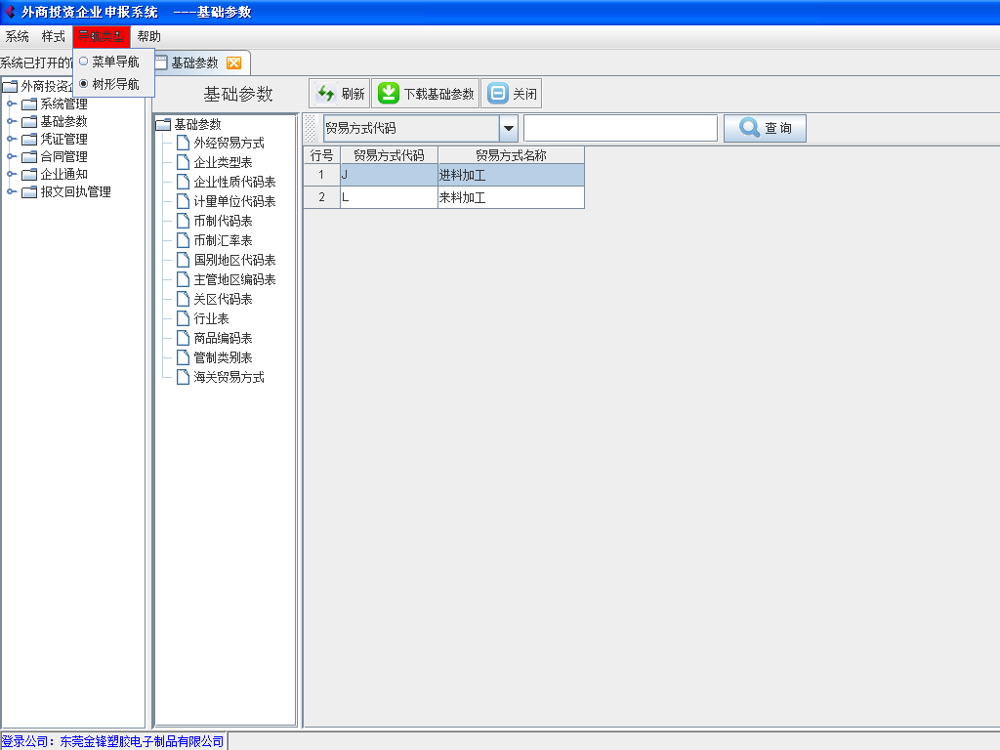 外商投资企业申报系统 ---基础参数
系统 样式 导航类型 帮助
菜单导航
树形导航
系统已打开的
基础参数
外商投资
系统管理
基础参数
凭证管理
合同管理
企业通知
报文回执管理
基础参数
刷新 下载基础参数 关闭
基础参数
外经贸易方式
企业类型表
企业性质代码表
计量单位代码表
币制代码表
币制汇率表
国别地区代码表
主管地区编码表
关区代码表
行业表
商品编码表
管制类别表
海关贸易方式
贸易方式代码 查 询
行号 贸易方式代码 贸易方式名称
1 J 进料加工
2 L 来料加工
登录公司：东莞金锋塑胶电子制品有限公司